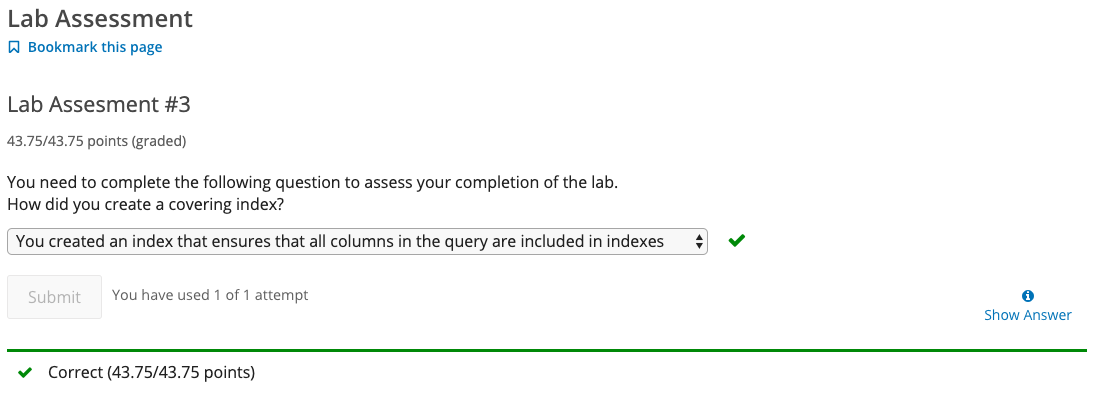 Lab Assessment
Bookmark this page
Lab Assesment #3
43.75/43.75 points (graded)
You need to complete the following question to assess your completion of the lab.
How did you create a covering index?
You created an index that ensures that all columns in the query are included in indexes
Submit
You have used 1 of 1 attempt
Show Answer
Correct (43.75/43.75 points)